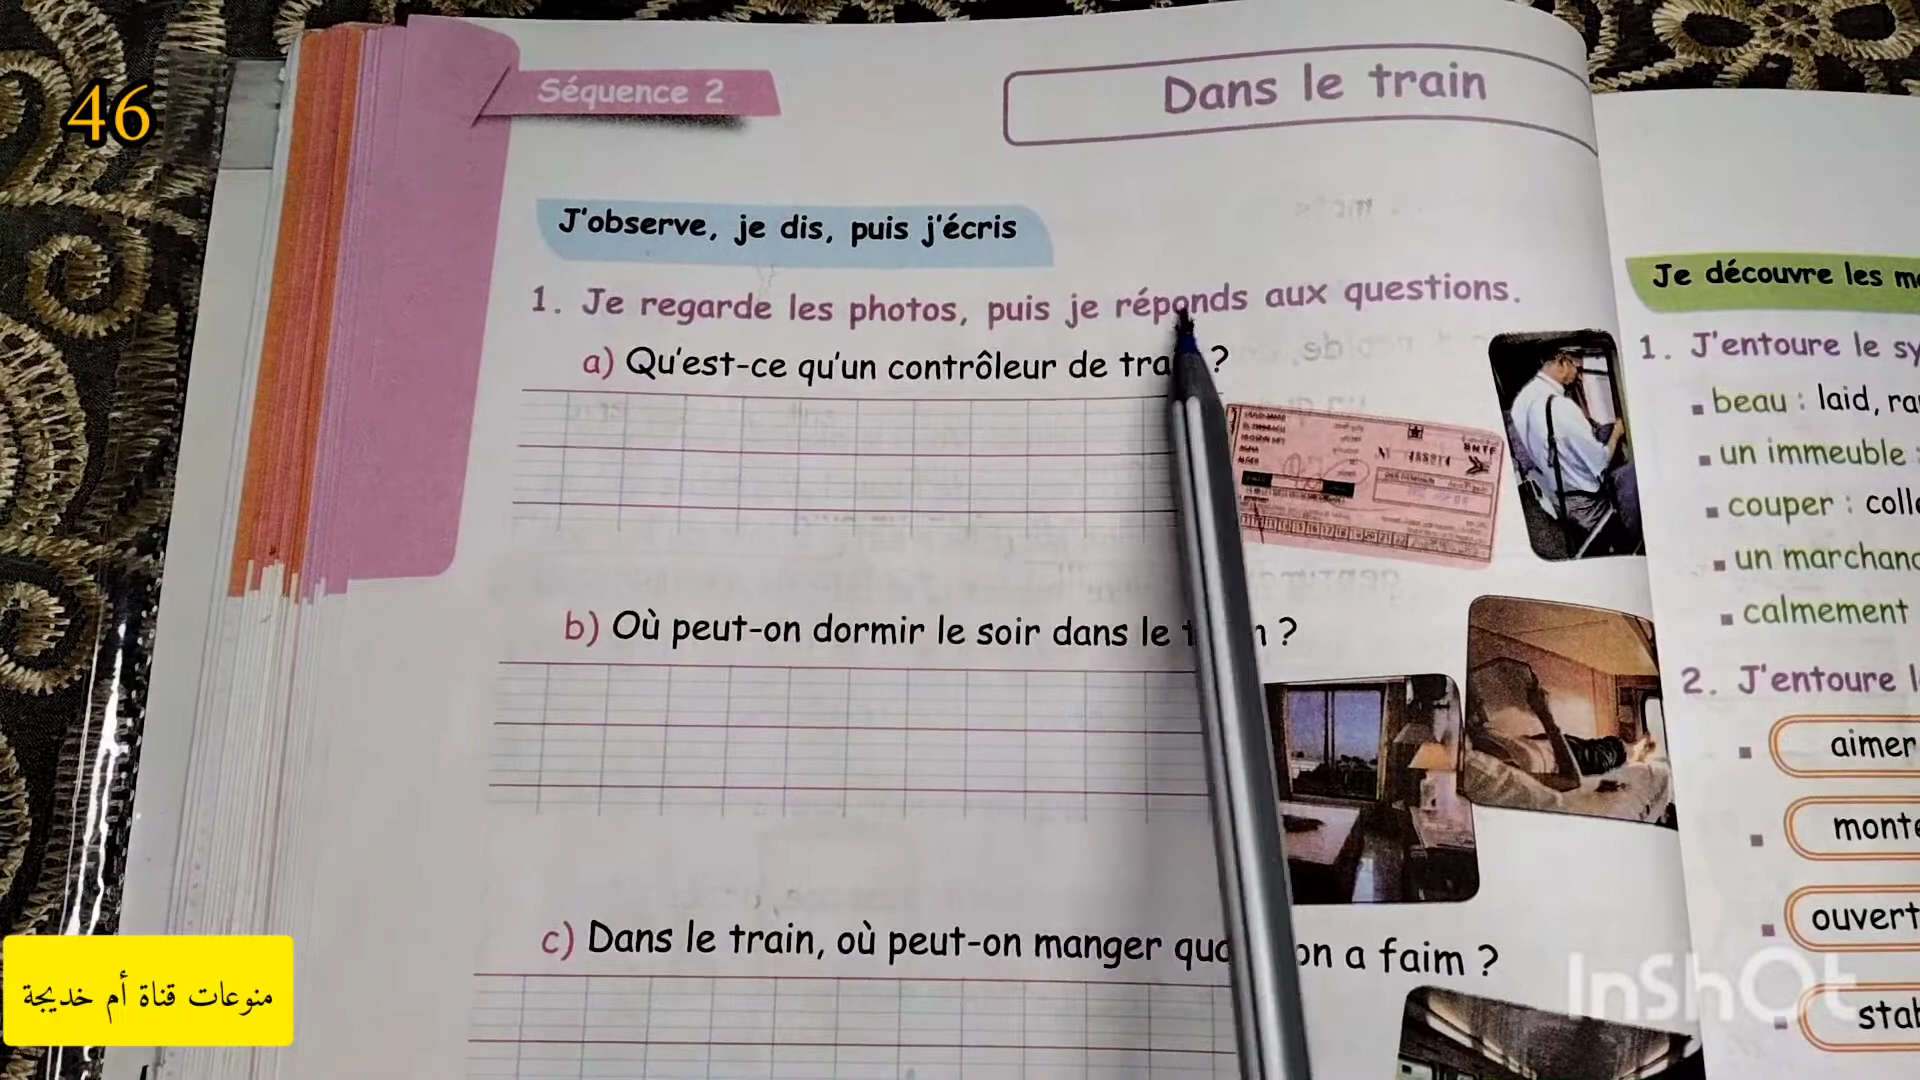 46
Séquence 2
Dans le train
J'observe, je dis, puis j'écris
1. Je regarde les photos, puis je réponds aux questions.
a) Qu'est-ce qu'un contrôleur de ?
b) Où peut-on dormir le soir dans le ?
c) Dans le train, où peut-on manger on a faim ?
Je découvre les
1. J'entoure le
beau : laid,
un immeuble
couper :
un
calmement
2. J'entoure
aimer
ouvert
SNTF
منوعات قناة أم خديجة
InShOt